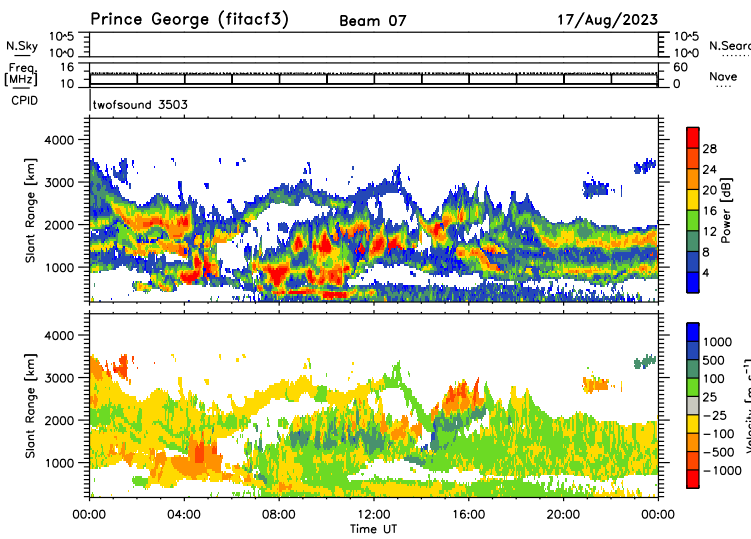 Prince George (fitacf3) Beam 07 17/Aug/2023
N.Sky 10^5 10^5 N.Sear
10^0 10^0
Freq 16 60
[MHz] 10 0 Nave
CPID twofsound 3503
Slant Range [km] 4000 3000 2000 1000
28 24 20 16 12 8 4 Power [dB]
Slant Range [km] 4000 3000 2000 1000
1000 500 100 25 −25 −100 −500 −1000 Velocity [m s⁻¹]
00:00 04:00 08:00 12:00 16:00 20:00 00:00
Time UT